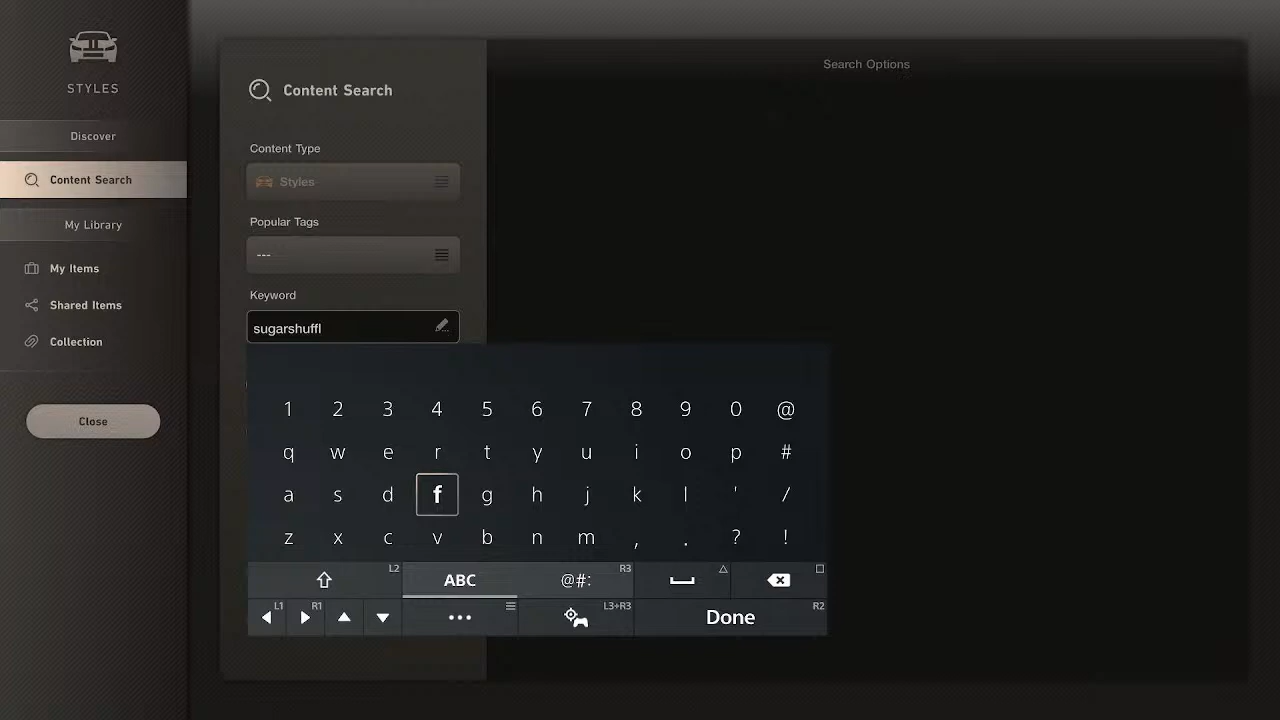 STYLES
Discover
Content Search
My Library
My Items
Shared Items
Collection
Close
Content Search
Content Type
Styles
Popular Tags
---
Keyword
sugarshuffl
Search Options
1 2 3 4 5 6 7 8 9 0 @
q w e r t y u i o p #
a s d f g h j k l ' /
z x c v b n m , . ? !
L2 ABC @#: R3
L1 R1 ... L3+R3 Done R2